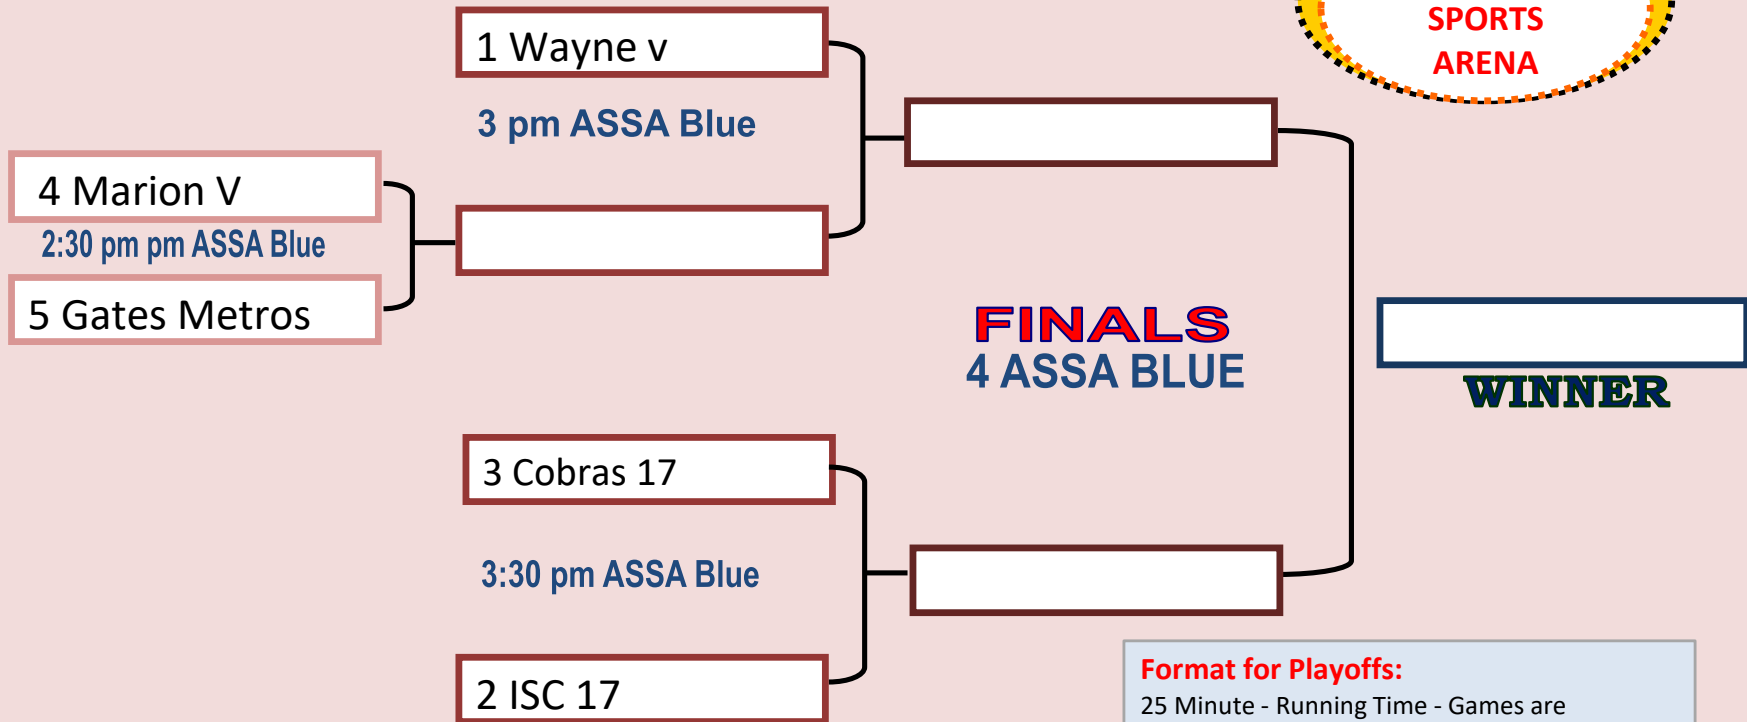 SPORTS
ARENA
1 Wayne v
3 pm ASSA Blue
4 Marion V
2:30 pm pm ASSA Blue
5 Gates Metros
FINALS
4 ASSA BLUE
WINNER
3 Cobras 17
3:30 pm ASSA Blue
2 ISC 17
Format for Playoffs:
25 Minute - Running Time - Games are